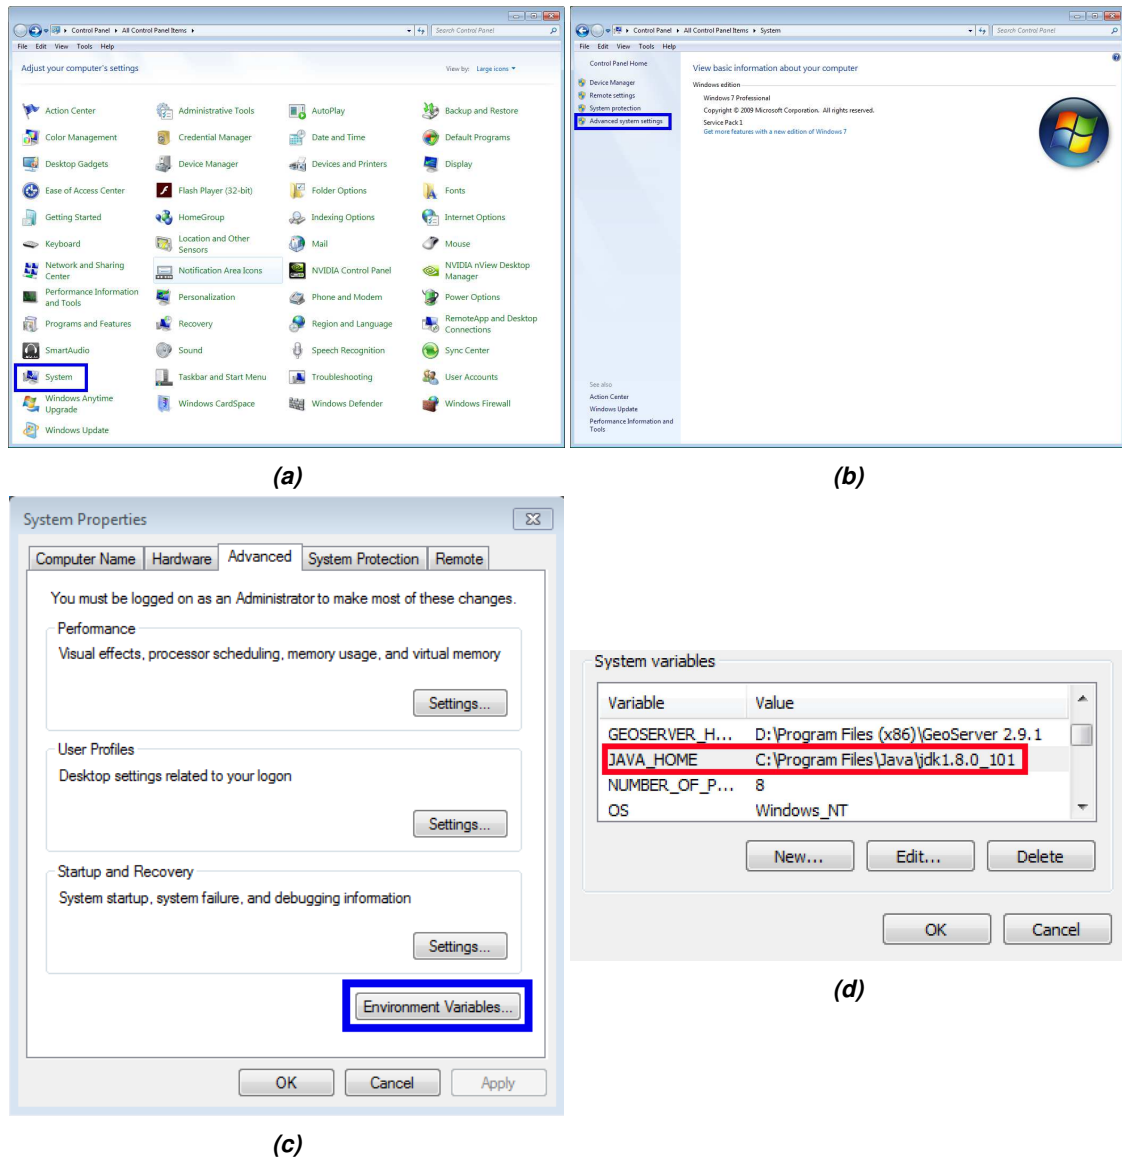 Control Panel ▸ All Control Panel Items ▸
Search Control Panel
File Edit View Tools Help
Adjust your computer's settings
View by: Large icons
Action Center
Administrative Tools
AutoPlay
Backup and Restore
Color Management
Credential Manager
Date and Time
Default Programs
Desktop Gadgets
Device Manager
Devices and Printers
Display
Ease of Access Center
Flash Player (32-bit)
Folder Options
Fonts
Getting Started
HomeGroup
Indexing Options
Internet Options
Keyboard
Location and Other
Sensors
Mail
Mouse
Network and Sharing
Center
Notification Area Icons
NVIDIA Control Panel
NVIDIA nView Desktop
Manager
Performance Information
and Tools
Personalization
Phone and Modem
Power Options
Programs and Features
Recovery
Region and Language
RemoteApp and Desktop
Connections
SmartAudio
Sound
Speech Recognition
Sync Center
System
Taskbar and Start Menu
Troubleshooting
User Accounts
Windows Anytime
Upgrade
Windows CardSpace
Windows Defender
Windows Firewall
Windows Update
(a)
Control Panel ▸ All Control Panel Items ▸ System
Search Control Panel
File Edit View Tools Help
Control Panel Home
Device Manager
Remote settings
System protection
Advanced system settings
View basic information about your computer
Windows edition
Windows 7 Professional
Copyright © 2009 Microsoft Corporation. All rights reserved.
Service Pack 1
Get more features with a new edition of Windows 7
See also
Action Center
Windows Update
Performance Information and
Tools
(b)
System Properties
Computer Name Hardware Advanced System Protection Remote
You must be logged on as an Administrator to make most of these changes.
Performance
Visual effects, processor scheduling, memory usage, and virtual memory
Settings...
User Profiles
Desktop settings related to your logon
Settings...
Startup and Recovery
System startup, system failure, and debugging information
Settings...
Environment Variables...
OK Cancel Apply
(c)
System variables
Variable Value
GEOSERVER_H... D:\Program Files (x86)\GeoServer 2.9.1
JAVA_HOME C:\Program Files\Java\jdk1.8.0_101
NUMBER_OF_P... 8
OS Windows_NT
New... Edit... Delete
OK Cancel
(d)